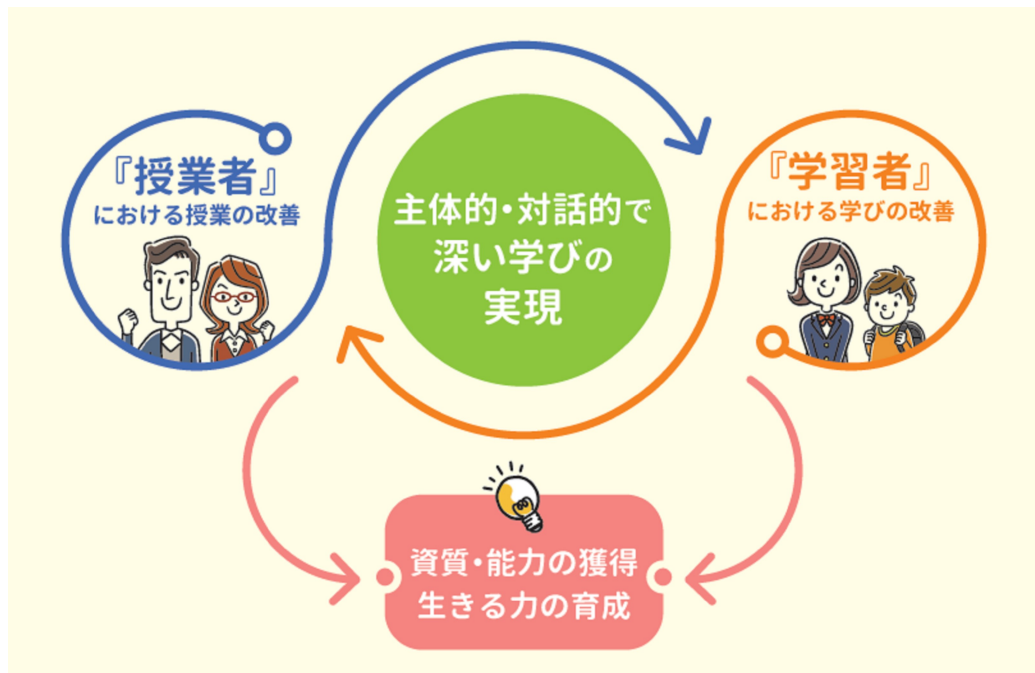 『授業者』
における授業の改善
主体的・対話的で
深い学びの
実現
『学習者』
における学びの改善
資質・能力の獲得
生きる力の育成